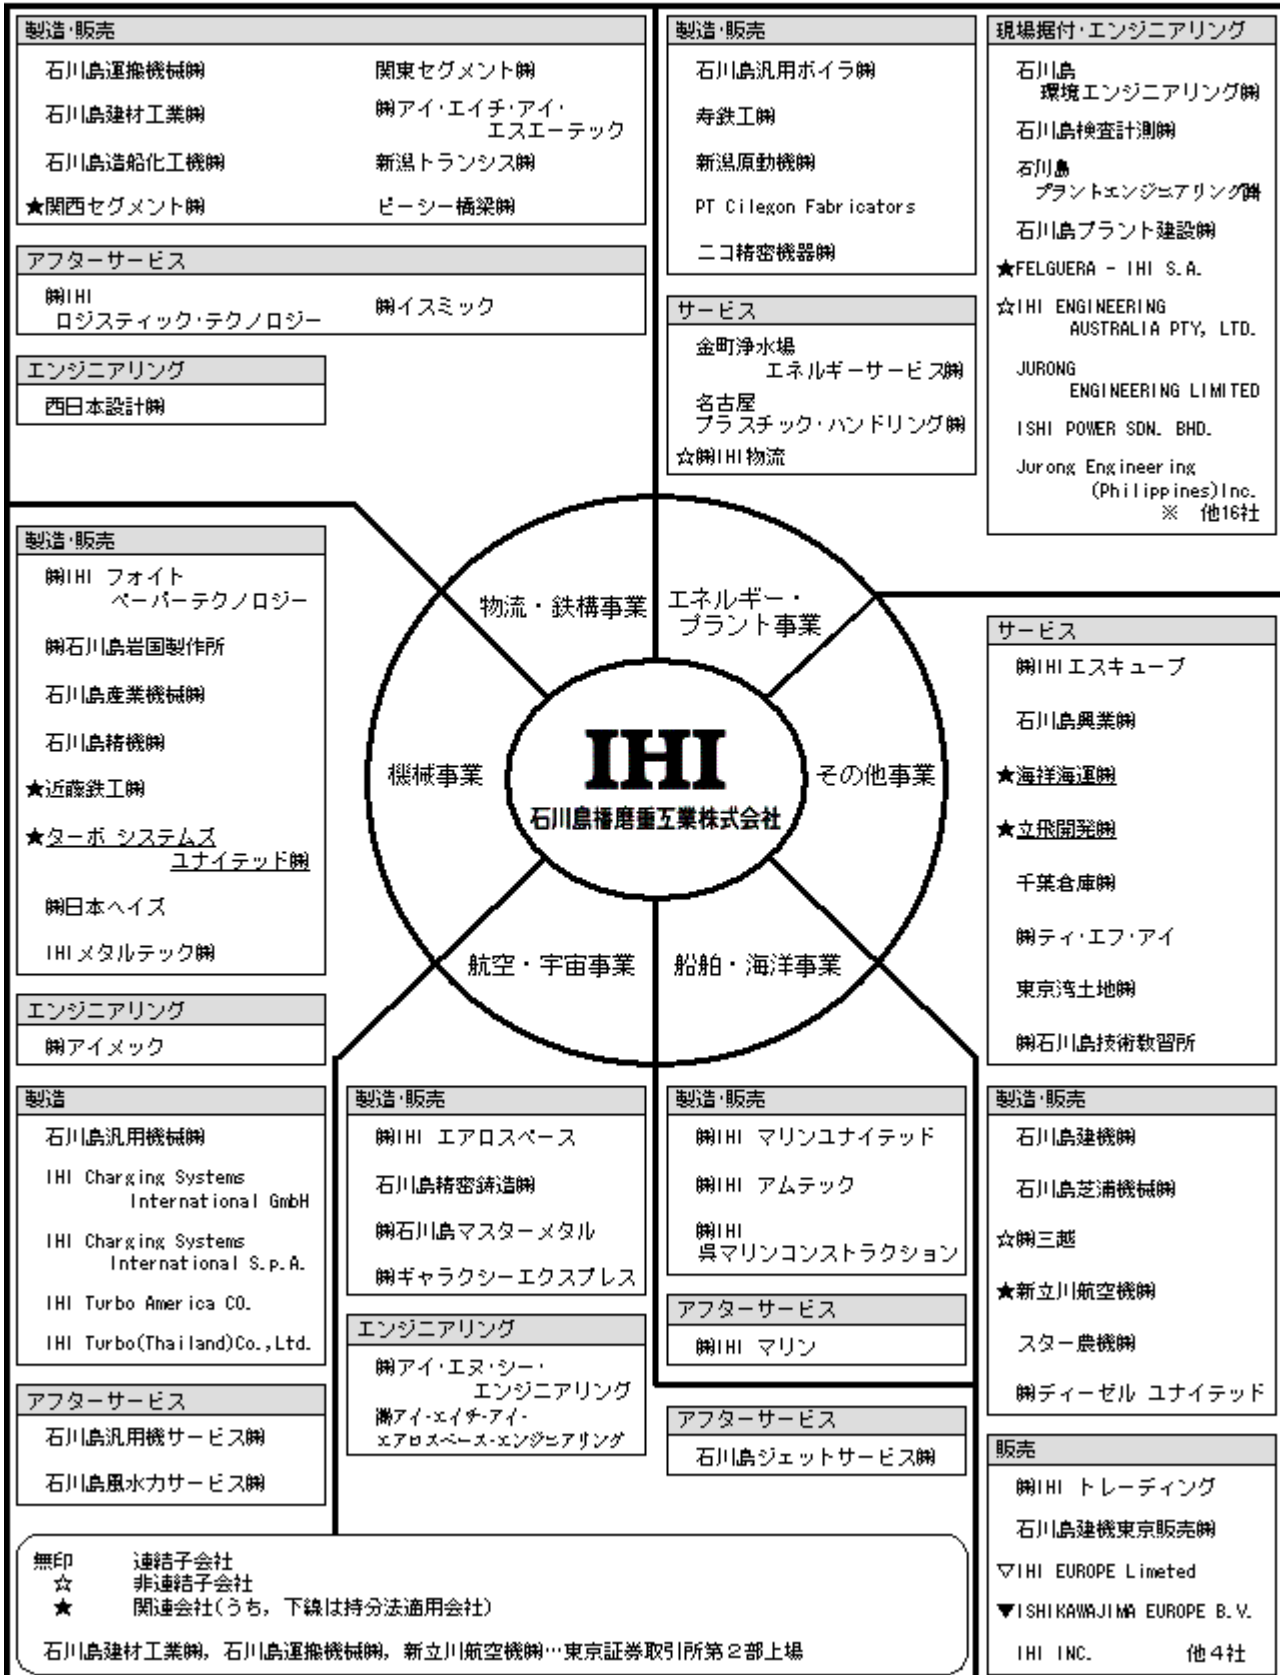 製造・販売
石川島運搬機械㈱
関東セグメント㈱
石川島建材工業㈱
㈱アイ・エイチ・アイ・
エスエーテック
石川島造船化工機㈱
新潟トランシス㈱
★関西セグメント㈱
ピーシー橋梁㈱
アフターサービス
㈱IHI
ロジスティック・テクノロジー
㈱イスミック
エンジニアリング
西日本設計㈱
製造・販売
石川島汎用ボイラ㈱
寿鉄工㈱
新潟原動機㈱
PT Cilegon Fabricators
ニコ精密機器㈱
サービス
金町浄水場
エネルギーサービス㈱
名古屋
プラスチック・ハンドリング㈱
☆㈱IHI物流
現場据付・エンジニアリング
石川島
環境エンジニアリング㈱
石川島検査計測㈱
石川島
プラントエンジニアリング㈱
石川島プラント建設㈱
★FELGUERA - IHI S.A.
☆IHI ENGINEERING
AUSTRALIA PTY, LTD.
JURONG
ENGINEERING LIMITED
ISHI POWER SDN. BHD.
Jurong Engineering
(Philippines)Inc.
※ 他16社
物流・鉄構事業
エネルギー・
プラント事業
機械事業
IHI
石川島播磨重工業株式会社
その他事業
航空・宇宙事業
船舶・海洋事業
製造・販売
㈱IHI フォイト
ペーパーテクノロジー
㈱石川島岩国製作所
石川島産業機械㈱
石川島精機㈱
★近藤鉄工㈱
★ターボ システムズ
ユナイテッド㈱
㈱日本ヘイズ
IHIメタルテック㈱
エンジニアリング
㈱アイメック
製造
石川島汎用機械㈱
IHI Charging Systems
International GmbH
IHI Charging Systems
International S.p.A.
IHI Turbo America CO.
IHI Turbo(Thailand)Co.,Ltd.
アフターサービス
石川島汎用機サービス㈱
石川島風水力サービス㈱
製造・販売
㈱IHI エアロスペース
石川島精密鋳造㈱
㈱石川島マスターメタル
㈱ギャラクシーエクスプレス
エンジニアリング
㈱アイ・エヌ・シー・
エンジニアリング
㈱アイ・エイチ・アイ・
エアロスペース・エンジニアリング
製造・販売
㈱IHI マリンユナイテッド
㈱IHI アムテック
㈱IHI
呉マリンコンストラクション
アフターサービス
㈱IHI マリン
アフターサービス
石川島ジェットサービス㈱
サービス
㈱IHIエスキューブ
石川島興業㈱
★海祥海運㈱
★立飛開発㈱
千葉倉庫㈱
㈱ティ・エフ・アイ
東京湾土地㈱
㈱石川島技術教習所
製造・販売
石川島建機㈱
石川島芝浦機械㈱
☆㈱三越
★新立川航空機㈱
スター農機㈱
㈱ディーゼル ユナイテッド
販売
㈱IHI トレーディング
石川島建機東京販売㈱
▽IHI EUROPE Limeted
▼ISHIKAWAJIMA EUROPE B.V.
IHI INC. 他4社
無印 連結子会社
☆ 非連結子会社
★ 関連会社(うち，下線は持分法適用会社)
石川島建材工業㈱，石川島運搬機械㈱，新立川航空機㈱…東京証券取引所第2部上場